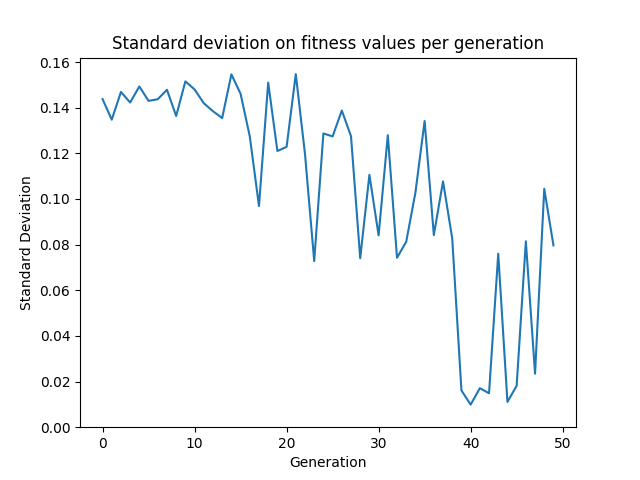 Standard deviation on fitness values per generation
0.16
0.14
0.12
0.10
0.08
0.06
0.04
0.02
0.00
Standard Deviation
0 10 20 30 40 50
Generation